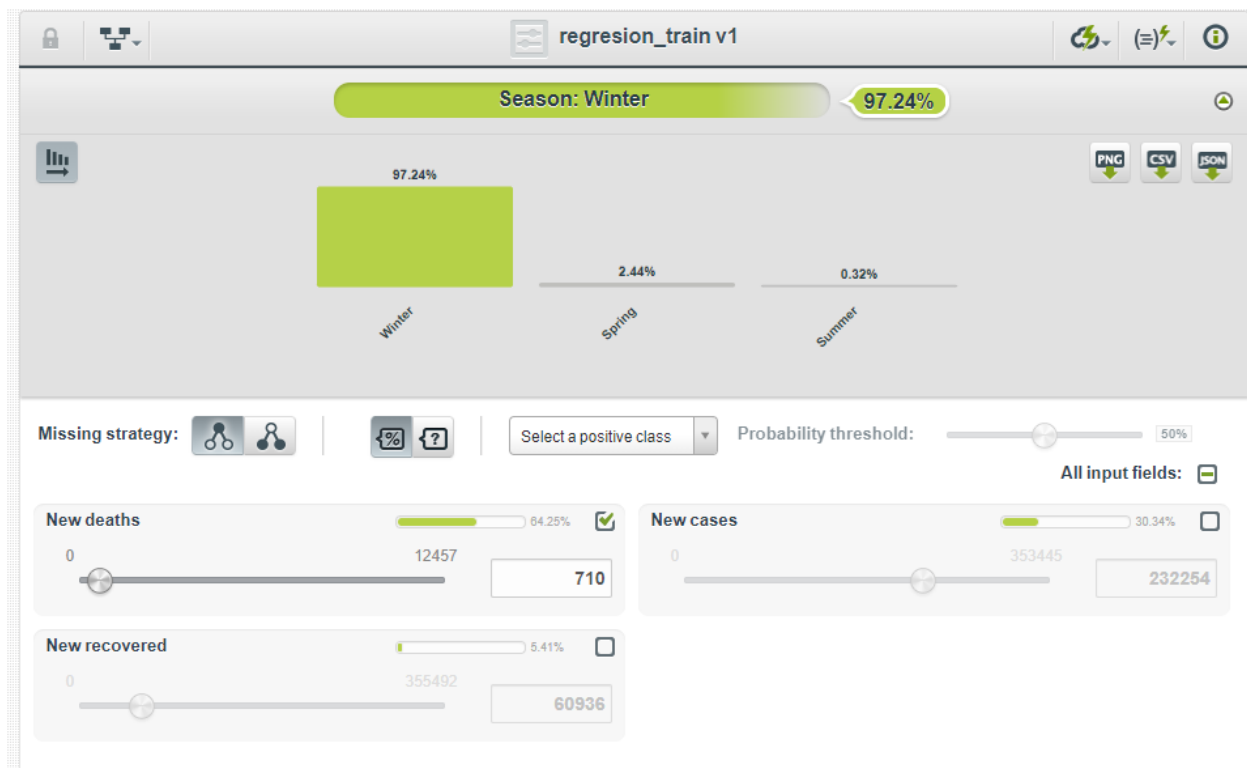 regresion_train v1
Season: Winter
97.24%
PNG CSV JSON
97.24%
2.44%
0.32%
Winter
Spring
Summer
Missing strategy:
% ?
Select a positive class
Probability threshold:
50%
All input fields:
New deaths
64.25%
0
12457
710
New cases
30.34%
0
353445
232254
New recovered
5.41%
0
355492
60936